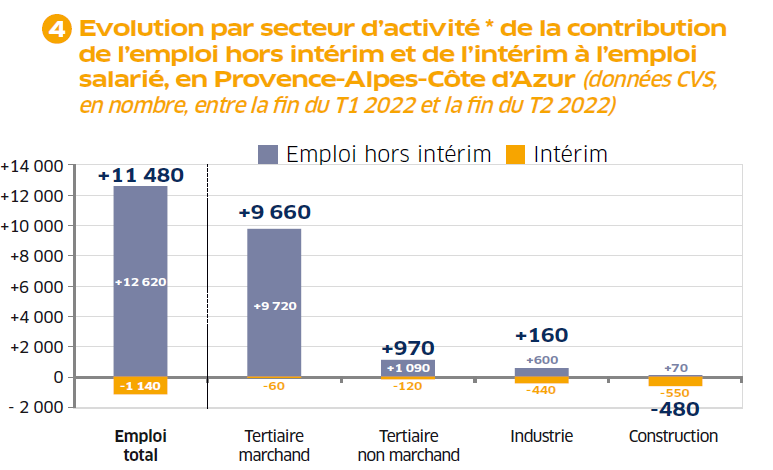 4 Evolution par secteur d'activité * de la contribution
de l'emploi hors intérim et de l'intérim à l'emploi
salarié, en Provence-Alpes-Côte d'Azur (données CVS,
en nombre, entre la fin du T1 2022 et la fin du T2 2022)
Emploi hors intérim Intérim
+14 000
+12 000
+10 000
+8 000
+6 000
+4 000
+2 000
0
- 2 000
+11 480
+12 620
-1 140
+9 660
+9 720
-60
+970
+1 090
-120
+160
+600
-440
+70
-550
-480
Emploi
total
Tertiaire
marchand
Tertiaire
non marchand
Industrie
Construction